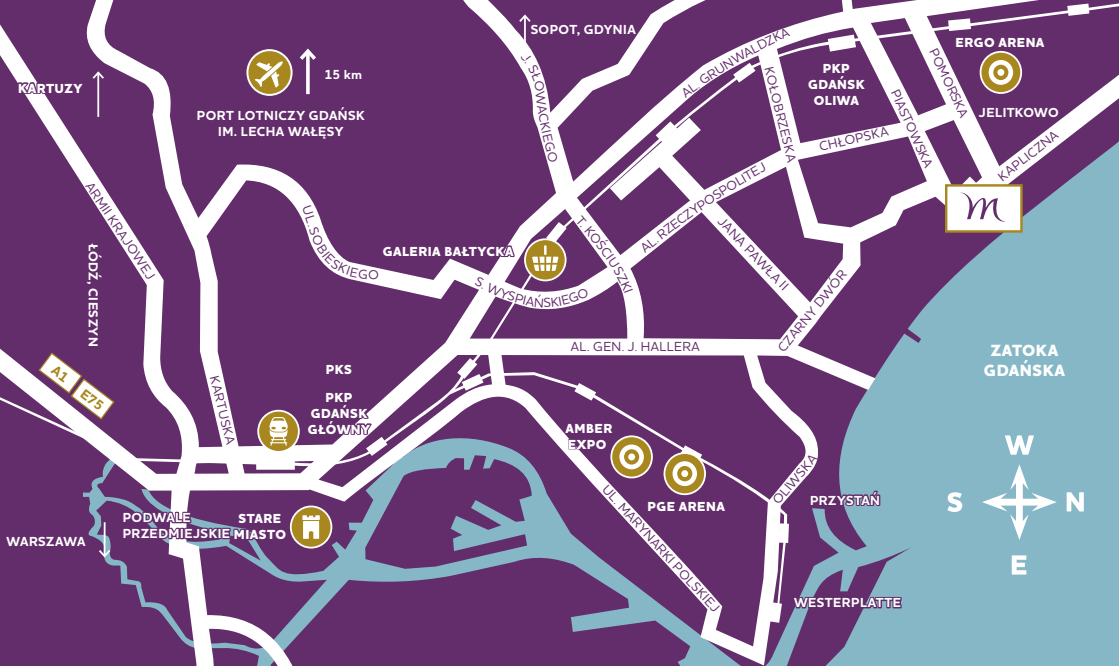 SOPOT, GDYNIA
KARTUZY
15 km
PORT LOTNICZY GDAŃSK
IM. LECHA WAŁĘSY
J. SŁOWACKIEGO
AL. GRUNWALDZKA
KOŁOBRZESKA
PKP
GDAŃSK
OLIWA
ERGO ARENA
POMORSKA
PIASTOWSKA
JELITKOWO
CHŁOPSKA
KAPLICZNA
m
ARMII KRAJOWEJ
UL. SOBIESKIEGO
ŁÓDŹ, CIESZYN
GALERIA BAŁTYCKA
T. KOŚCIUSZKI
AL. RZECZYPOSPOLITEJ
JANA PAWŁA II
S. WYSPIAŃSKIEGO
CZARNY DWÓR
AL. GEN. J. HALLERA
ZATOKA
GDAŃSKA
A1
E75
KARTUSKA
PKS
PKP
GDAŃSK
GŁÓWNY
AMBER
EXPO
PGE ARENA
OLIWSKA
UL. MARYNARKI POLSKIEJ
PRZYSTAŃ
W
S
N
E
PODWALE
PRZEDMIEJSKIE
STARE
MIASTO
WARSZAWA
WESTERPLATTE